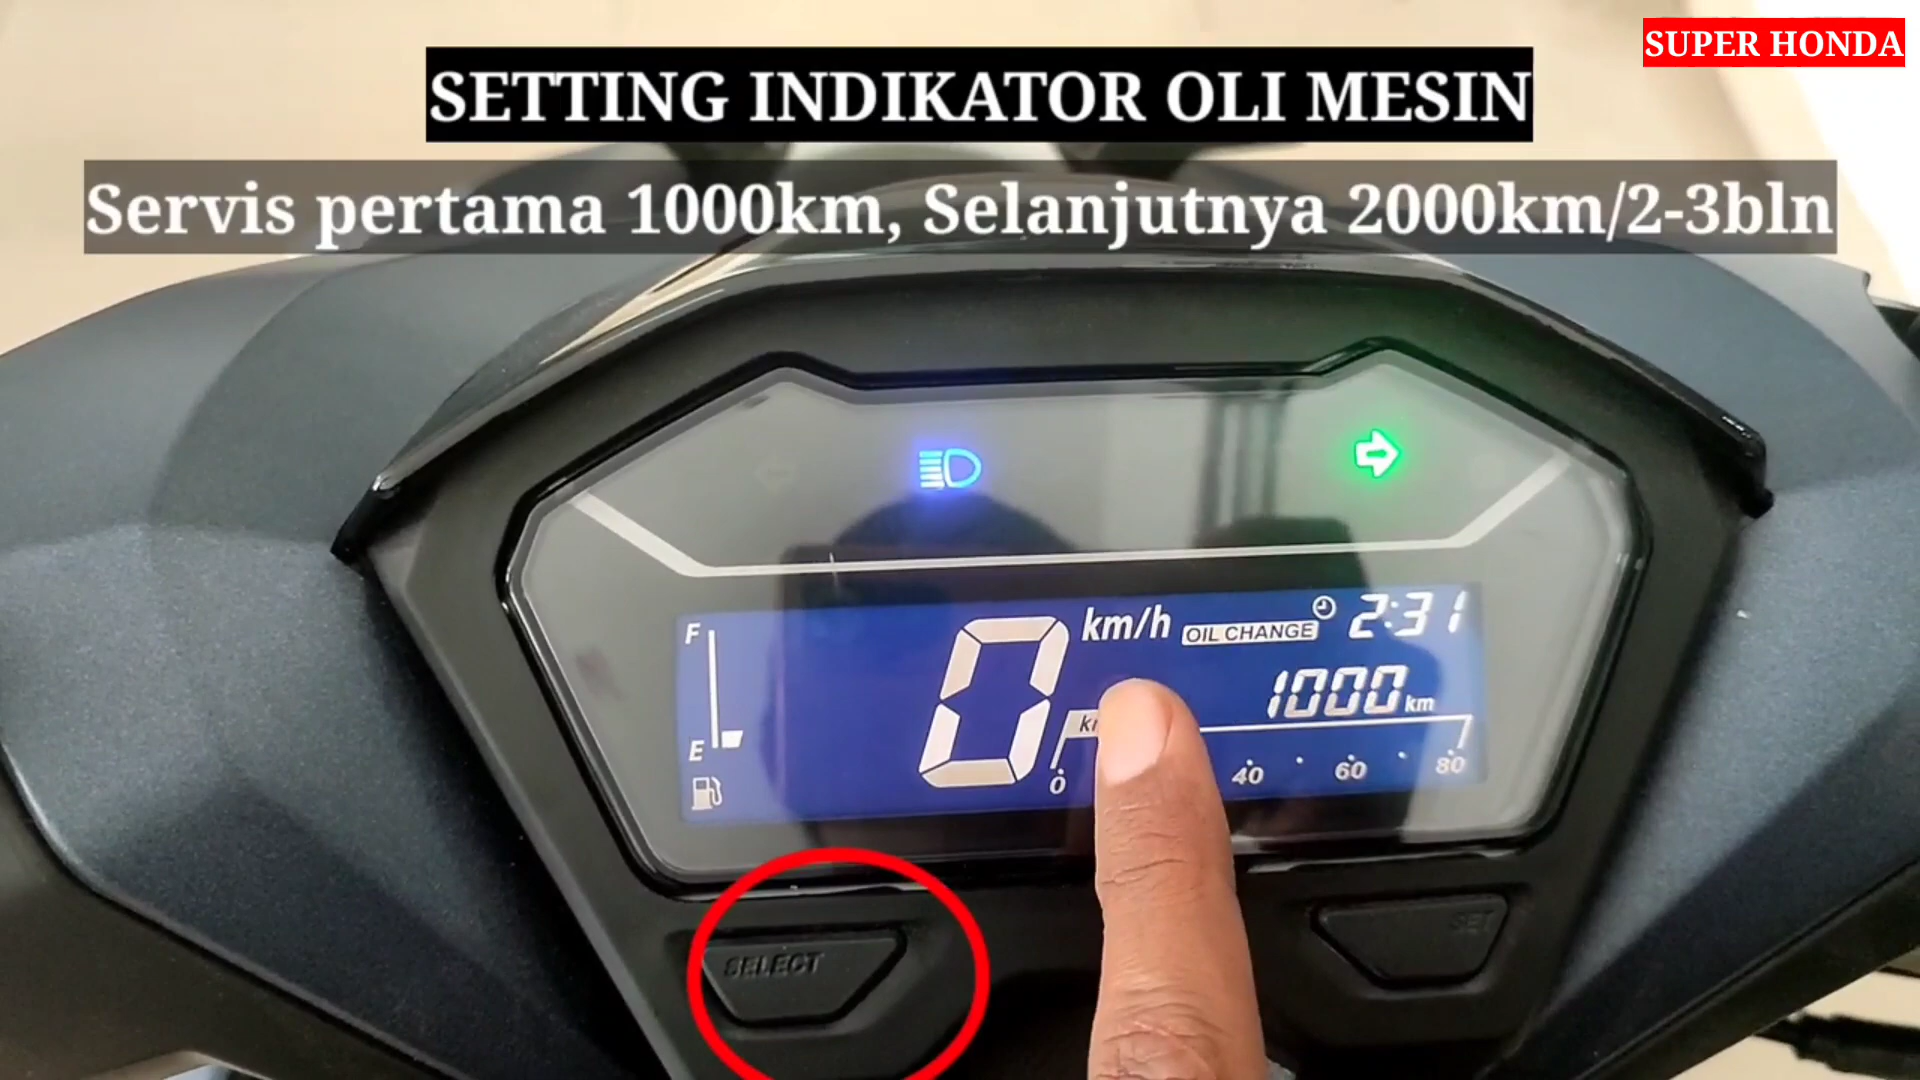 SUPER HONDA
SETTING INDIKATOR OLI MESIN
Servis pertama 1000km, Selanjutnya 2000km/2-3bln
F
E
0 km/h
OIL CHANGE
2:31
1000 km
0 40 60 80
SELECT
SET